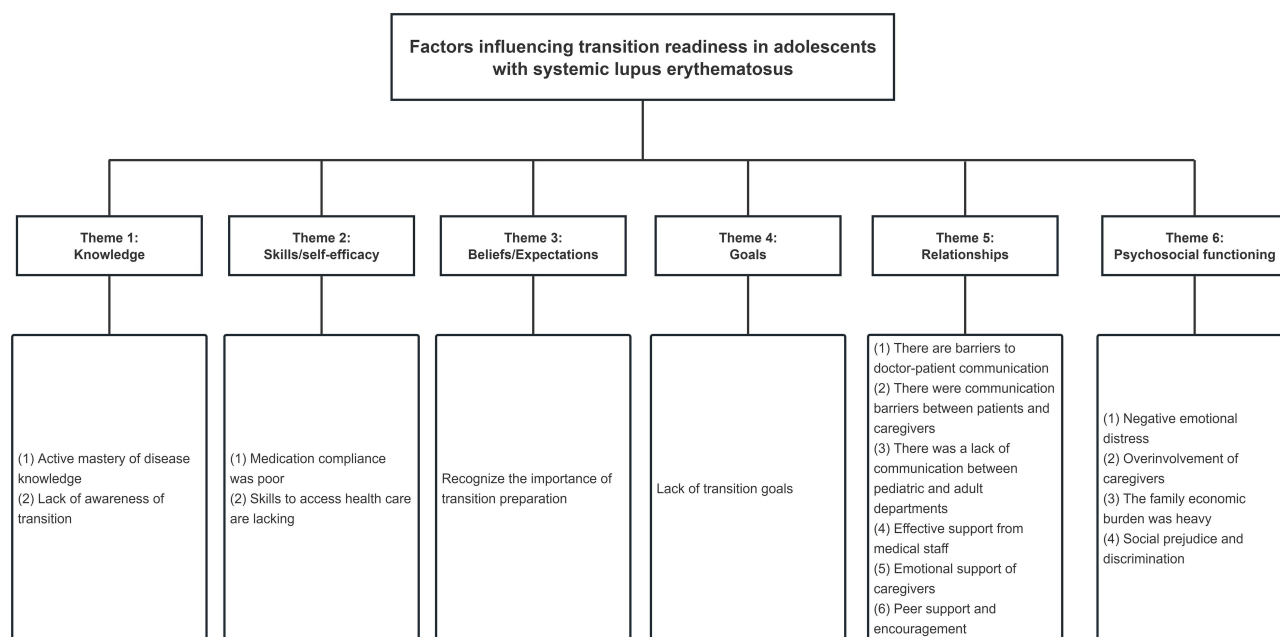 Factors influencing transition readiness in adolescents
with systemic lupus erythematosus
Theme 1:
Knowledge
Theme 2:
Skills/self-efficacy
Theme 3:
Beliefs/Expectations
Theme 4:
Goals
Theme 5:
Relationships
Theme 6:
Psychosocial functioning
(1) Active mastery of disease
knowledge
(2) Lack of awareness of
transition
(1) Medication compliance
was poor
(2) Skills to access health care
are lacking
Recognize the importance of
transition preparation
Lack of transition goals
(1) There are barriers to
doctor-patient communication
(2) There were communication
barriers between patients and
caregivers
(3) There was a lack of
communication between
pediatric and adult
departments
(4) Effective support from
medical staff
(5) Emotional support of
caregivers
(6) Peer support and
encouragement
(1) Negative emotional
distress
(2) Overinvolvement of
caregivers
(3) The family economic
burden was heavy
(4) Social prejudice and
discrimination